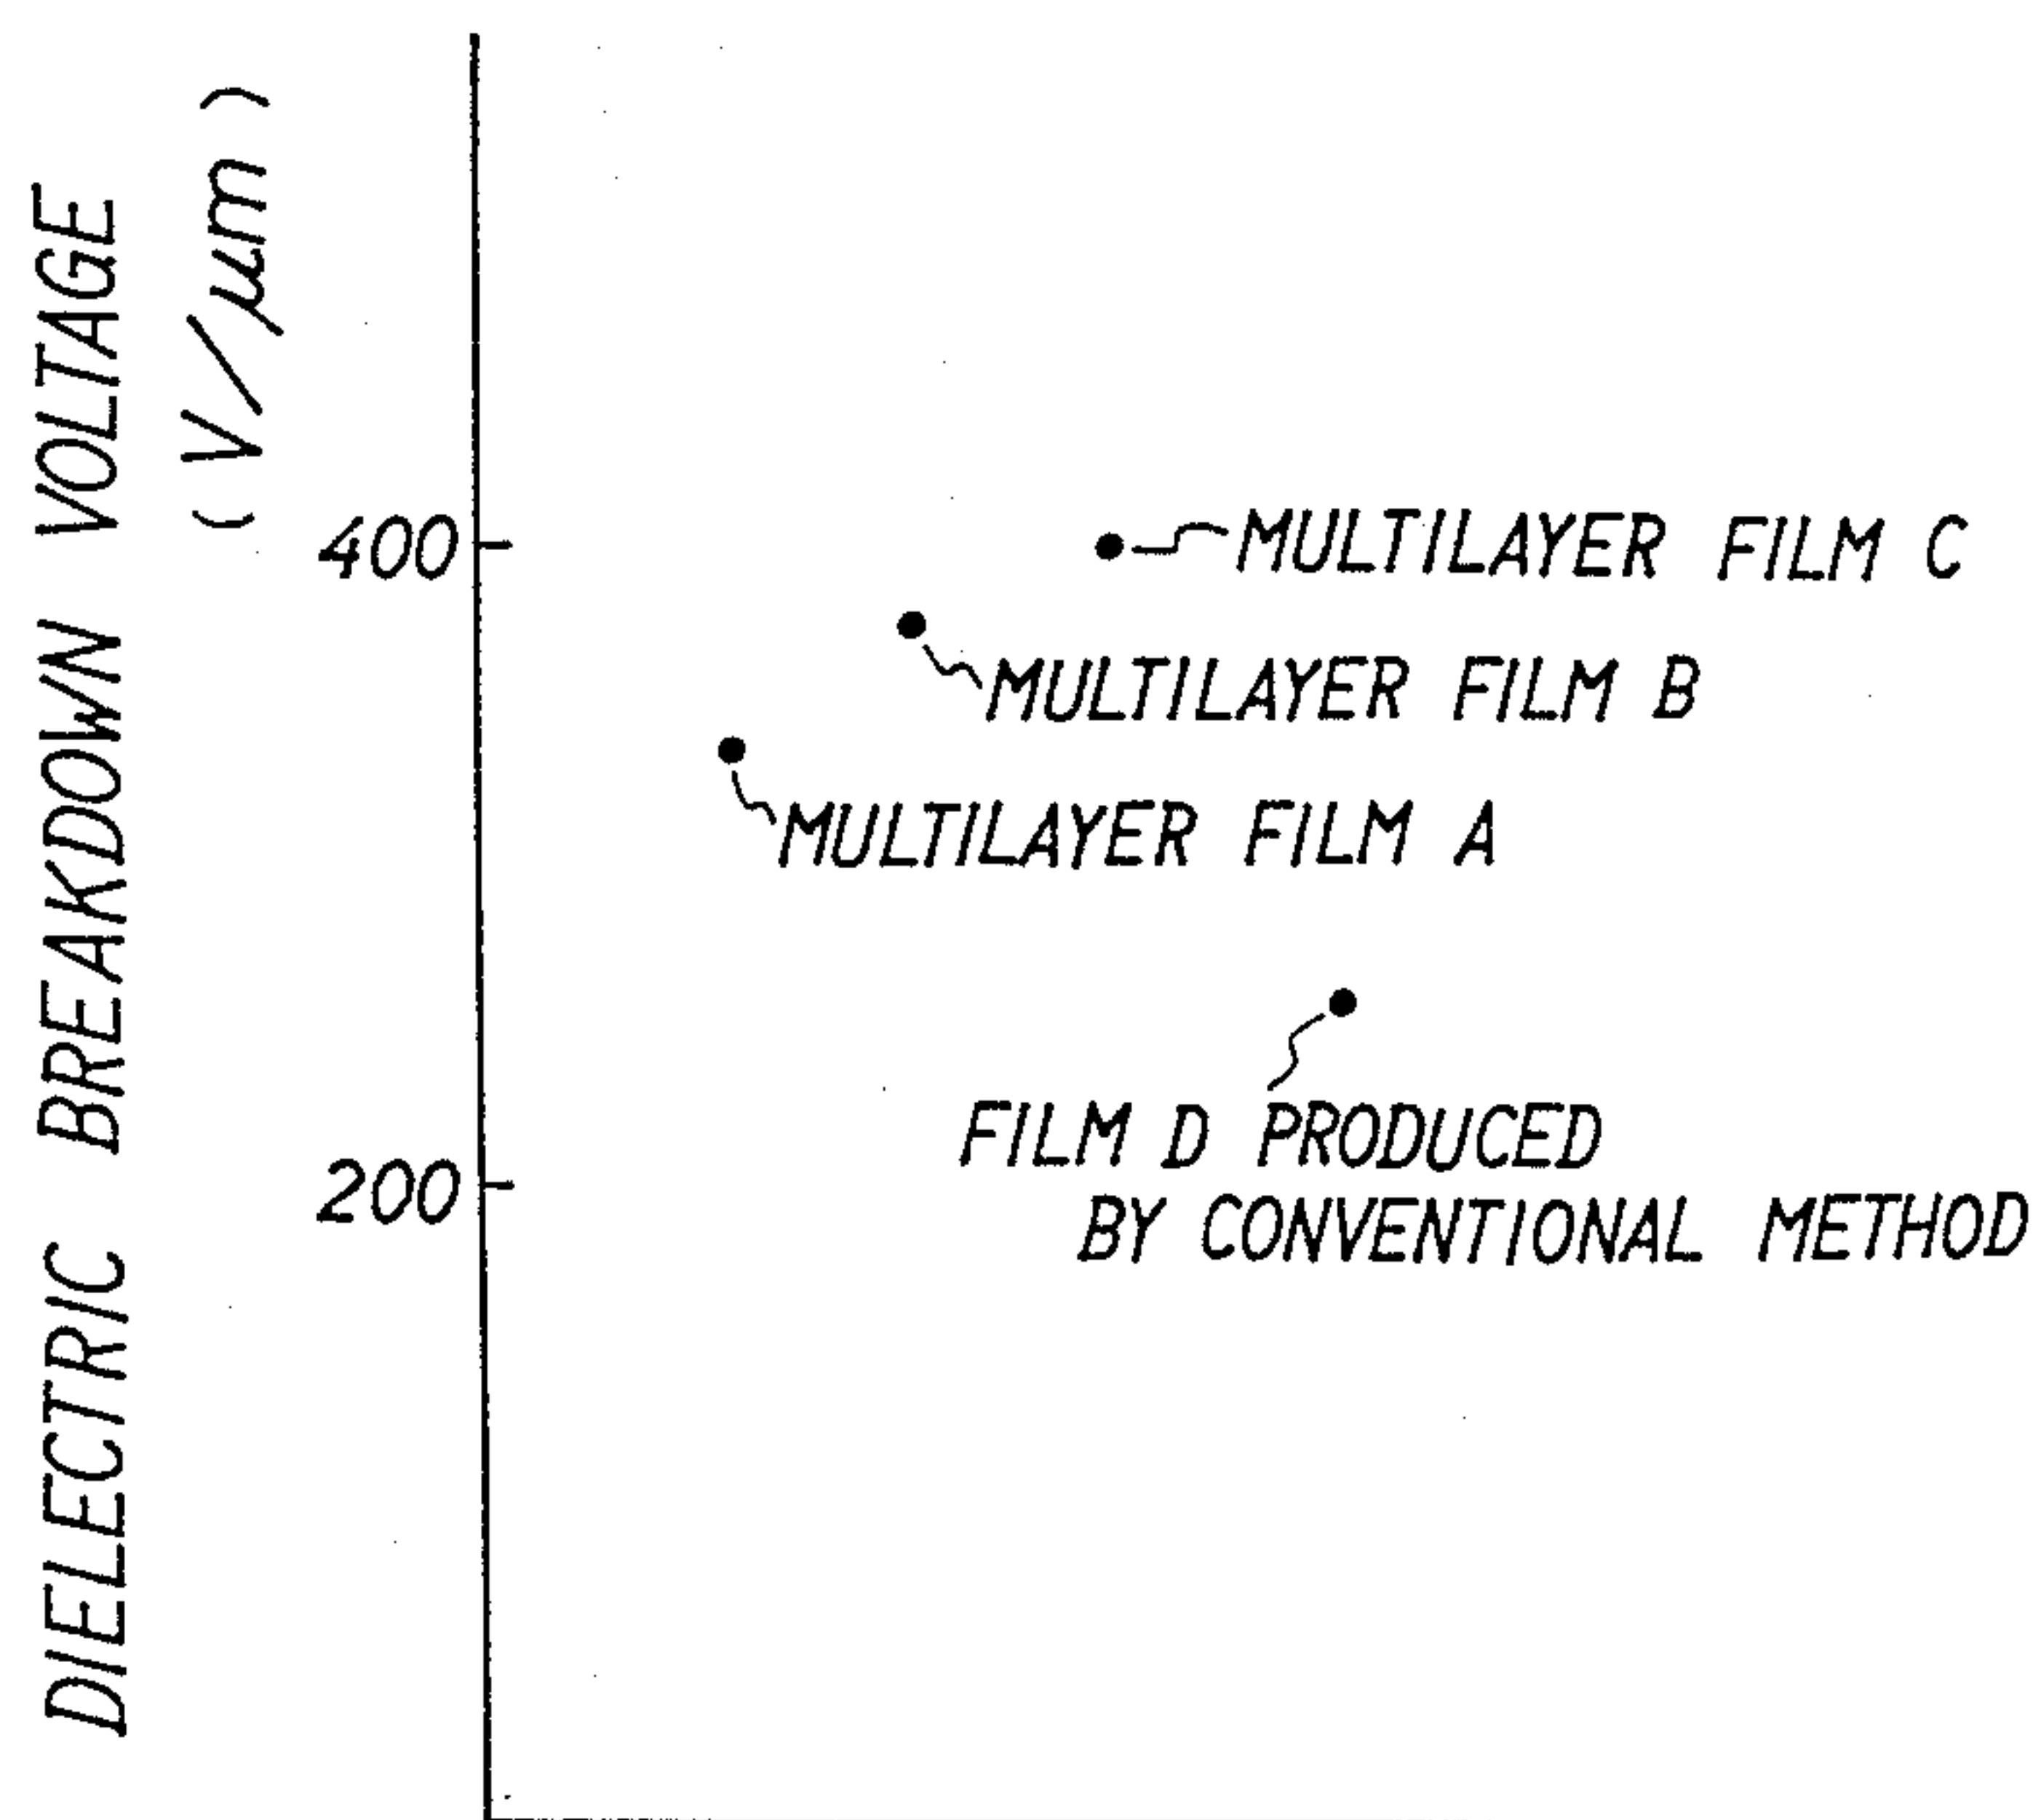 DIELECTRIC BREAKDOWN VOLTAGE
(V/μm)
400
MULTILAYER FILM C
MULTILAYER FILM B
MULTILAYER FILM A
FILM D PRODUCED
200
BY CONVENTIONAL METHOD